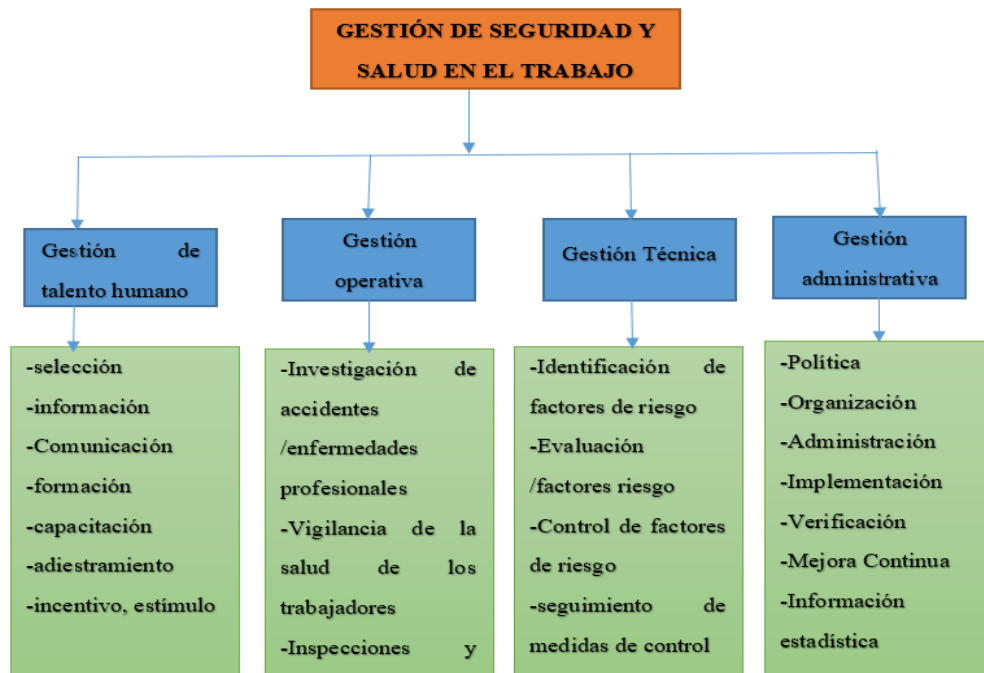 GESTIÓN DE SEGURIDAD Y
SALUD EN EL TRABAJO
Gestión de
talento humano
Gestión
operativa
Gestión Técnica
Gestión
administrativa
-selección
-información
-Comunicación
-formación
-capacitación
-adiestramiento
-incentivo, estímulo
-Investigación de
accidentes
/enfermedades
profesionales
-Vigilancia de la
salud de los
trabajadores
-Inspecciones y
-Identificación de
factores de riesgo
-Evaluación
/factores riesgo
-Control de factores
de riesgo
-seguimiento de
medidas de control
-Política
-Organización
-Administración
-Implementación
-Verificación
-Mejora Continua
-Información
estadística